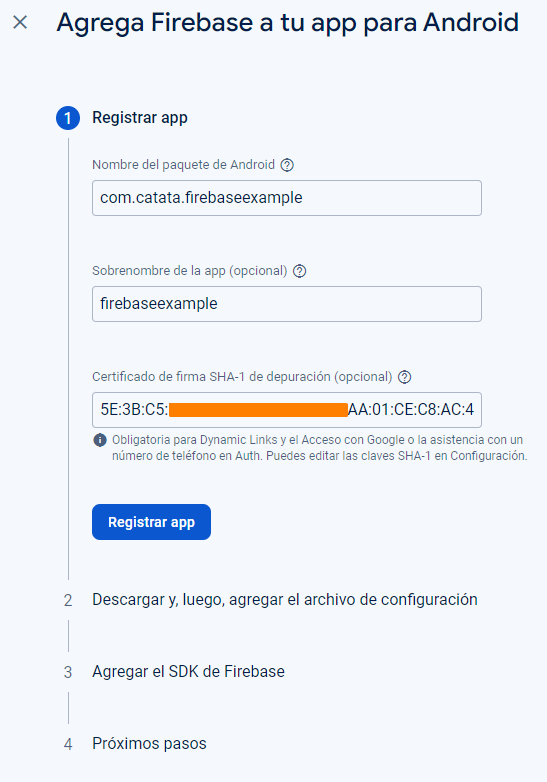 Agrega Firebase a tu app para Android
1 Registrar app
Nombre del paquete de Android
com.catata.firebaseexample
Sobrenombre de la app (opcional)
firebaseexample
Certificado de firma SHA-1 de depuración (opcional)
5E:3B:C5: AA:01:CE:C8:AC:4
Obligatoria para Dynamic Links y el Acceso con Google o la asistencia con un
número de teléfono en Auth. Puedes editar las claves SHA-1 en Configuración.
Registrar app
2 Descargar y, luego, agregar el archivo de configuración
3 Agregar el SDK de Firebase
4 Próximos pasos